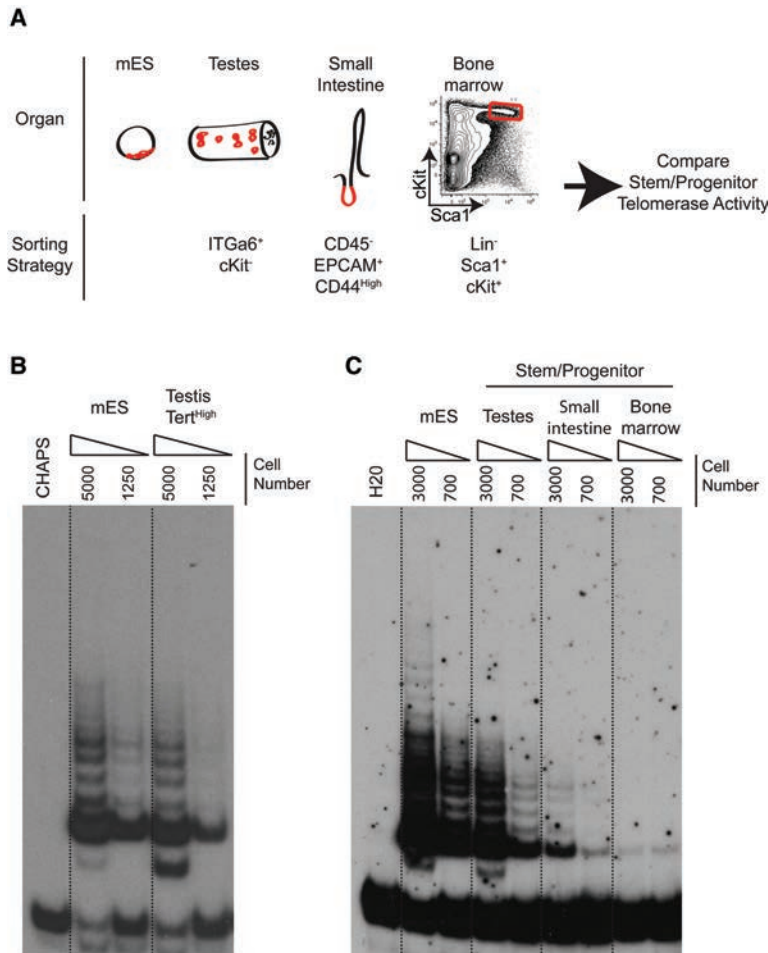 A
mES
Testes
Small
Intestine
Bone
marrow
Organ
cKit
Sca1
Compare
Stem/Progenitor
Telomerase Activity
Sorting
Strategy
ITGa6⁺
cKit⁻
CD45⁻
EPCAM⁺
CD44ᴴⁱᵍʰ
Lin⁻
Sca1⁺
cKit⁺
B
mES
Testis
Tertᴴⁱᵍʰ
CHAPS
5000
1250
5000
1250
Cell
Number
C
Stem/Progenitor
mES
Testes
Small
intestine
Bone
marrow
H20
3000
700
3000
700
3000
700
3000
700
Cell
Number